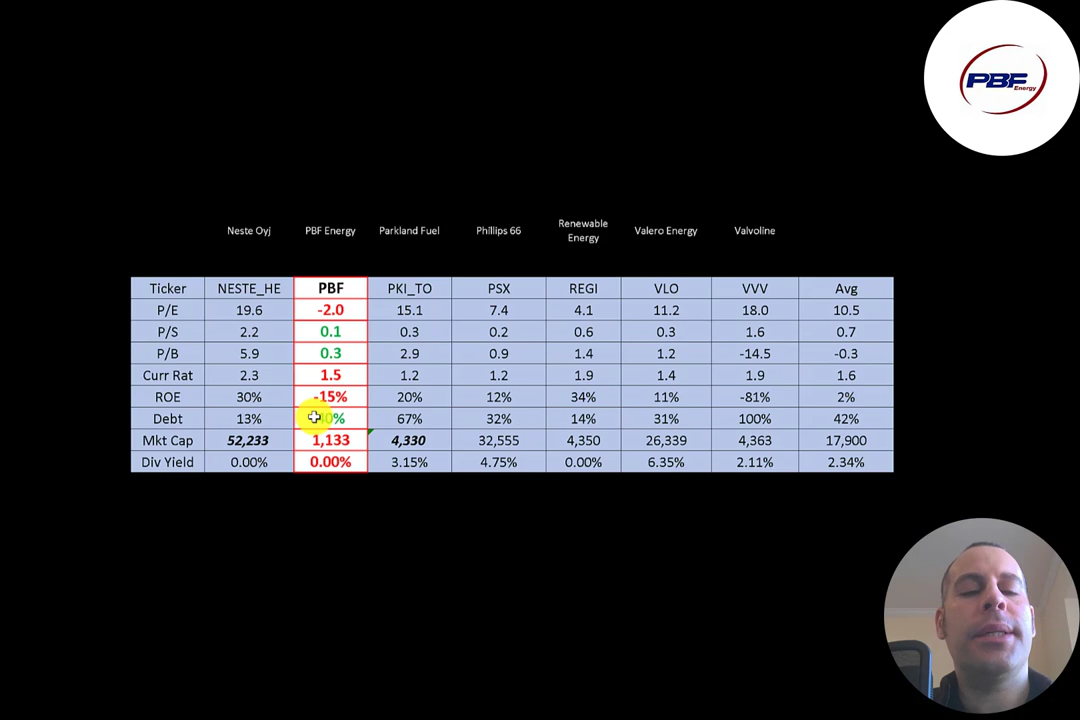 PBF
Energy
Neste Oyj PBF Energy Parkland Fuel Phillips 66 Renewable Energy Valero Energy Valvoline
Ticker NESTE_HE PBF PKI_TO PSX REGI VLO VVV Avg
P/E 19.6 -2.0 15.1 7.4 4.1 11.2 18.0 10.5
P/S 2.2 0.1 0.3 0.2 0.6 0.3 1.6 0.7
P/B 5.9 0.3 2.9 0.9 1.4 1.2 -14.5 -0.3
Curr Rat 2.3 1.5 1.2 1.2 1.9 1.4 1.9 1.6
ROE 30% -15% 20% 12% 34% 11% -81% 2%
Debt 13% 67% 32% 14% 31% 100% 42%
Mkt Cap 52,233 1,133 4,330 32,555 4,350 26,339 4,363 17,900
Div Yield 0.00% 0.00% 3.15% 4.75% 0.00% 6.35% 2.11% 2.34%